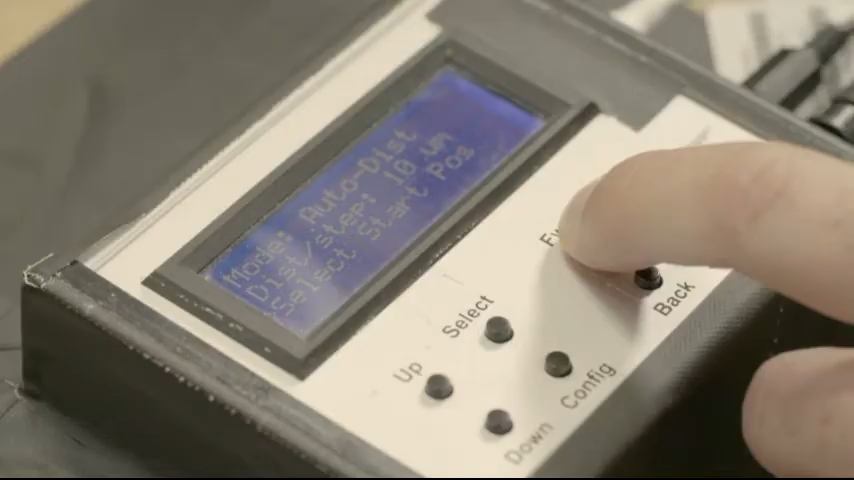 Mode: Auto-Dist
Dist/step: 10 um
Select Start Pos
Up
Select
Down
Config
Back